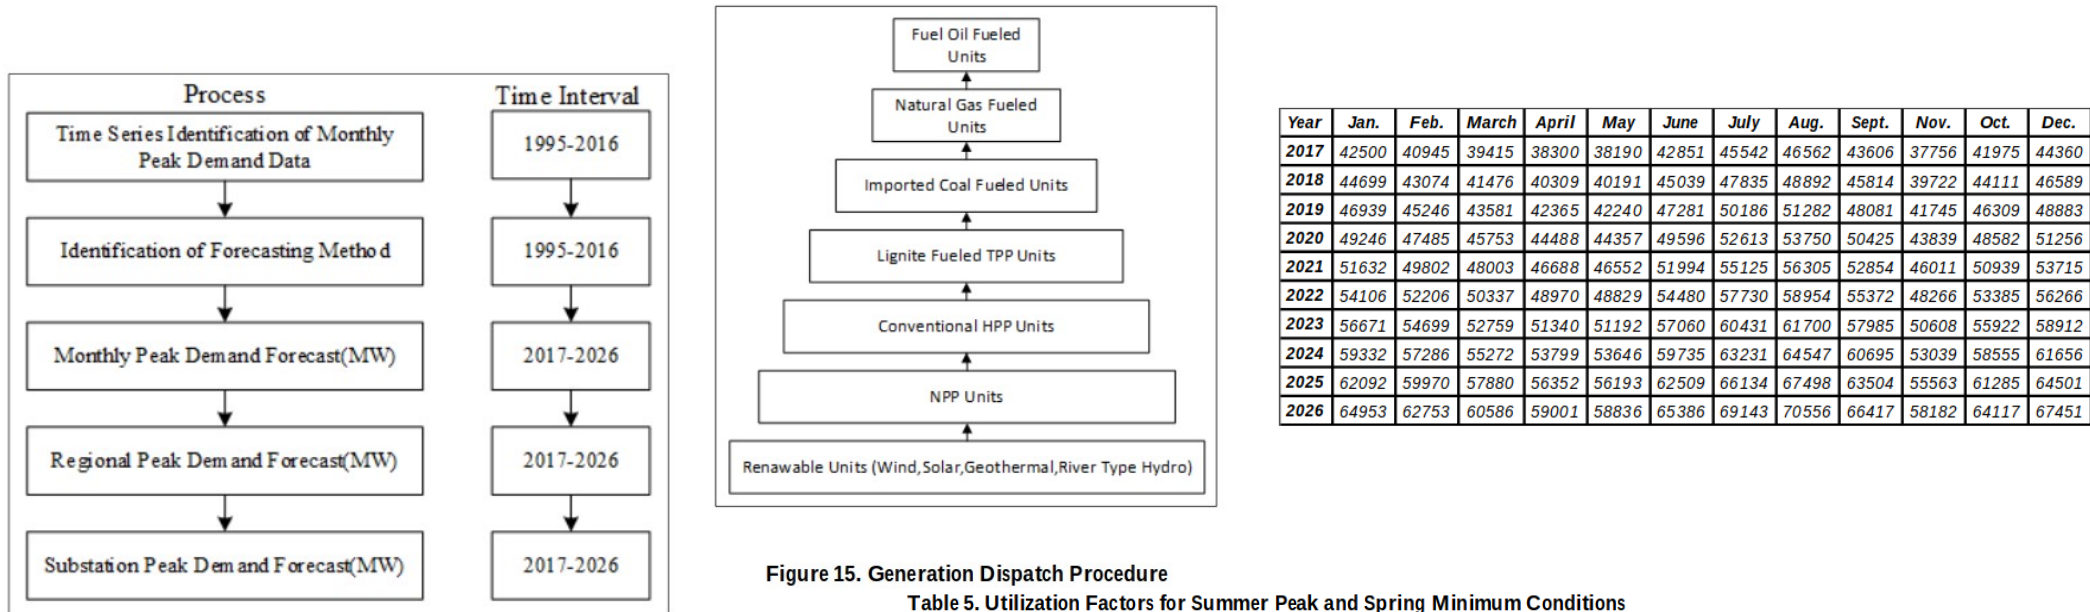 Process Time Interval
Time Series Identification of Monthly
Peak Demand Data
1995-2016
Identification of Forecasting Method
1995-2016
Monthly Peak Demand Forecast(MW)
2017-2026
Regional Peak Demand Forecast(MW)
2017-2026
Substation Peak Demand Forecast(MW)
2017-2026
Fuel Oil Fueled
Units
Natural Gas Fueled
Units
Imported Coal Fueled Units
Lignite Fueled TPP Units
Conventional HPP Units
NPP Units
Renawable Units (Wind,Solar,Geothermal,River Type Hydro)
Year Jan. Feb. March April May June July Aug. Sept. Nov. Oct. Dec.
2017 42500 40945 39415 38300 38190 42851 45542 46562 43606 37756 41975 44360
2018 44699 43074 41476 40309 40191 45039 47835 48892 45814 39722 44111 46589
2019 46939 45246 43581 42365 42240 47281 50186 51282 48081 41745 46309 48883
2020 49246 47485 45753 44488 44357 49596 52613 53750 50425 43839 48582 51256
2021 51632 49802 48003 46688 46552 51994 55125 56305 52854 46011 50939 53715
2022 54106 52206 50337 48970 48829 54480 57730 58954 55372 48266 53385 56266
2023 56671 54699 52759 51340 51192 57060 60431 61700 57985 50608 55922 58912
2024 59332 57286 55272 53799 53646 59735 63231 64547 60695 53039 58555 61656
2025 62092 59970 57880 56352 56193 62509 66134 67498 63504 55563 61285 64501
2026 64953 62753 60586 59001 58836 65386 69143 70556 66417 58182 64117 67451
Figure 15. Generation Dispatch Procedure
Table 5. Utilization Factors for Summer Peak and Spring Minimum Conditions